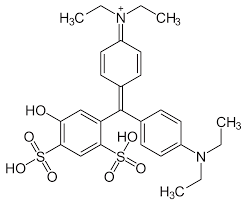 H₃C N⁺ CH₃
HO
O O O OH
S S N CH₃
HO O O
H₃C